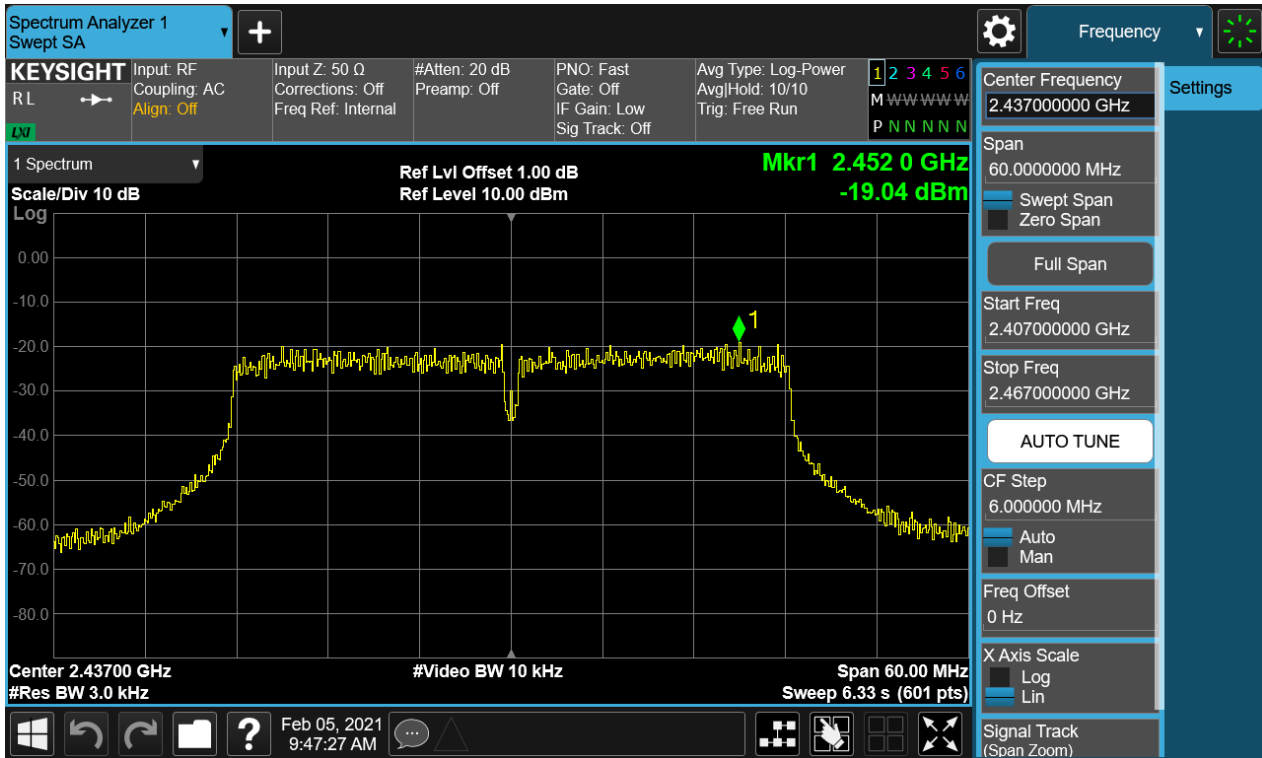 Spectrum Analyzer 1
Swept SA
+
Frequency
KEYSIGHT
R L
LXI
Input: RF
Coupling: AC
Align: Off
Input Z: 50 Ω
Corrections: Off
Freq Ref: Internal
#Atten: 20 dB
Preamp: Off
PNO: Fast
Gate: Off
IF Gain: Low
Sig Track: Off
Avg Type: Log-Power
Avg|Hold: 10/10
Trig: Free Run
1 2 3 4 5 6
M W W W W W
P N N N N N
1 Spectrum
Scale/Div 10 dB
Log
Ref Lvl Offset 1.00 dB
Ref Level 10.00 dBm
Mkr1 2.452 0 GHz
-19.04 dBm
1
0.00
-10.0
-20.0
-30.0
-40.0
-50.0
-60.0
-70.0
-80.0
Center 2.43700 GHz
#Res BW 3.0 kHz
#Video BW 10 kHz
Span 60.00 MHz
Sweep 6.33 s (601 pts)
Center Frequency
2.437000000 GHz
Span
60.0000000 MHz
Swept Span
Zero Span
Full Span
Start Freq
2.407000000 GHz
Stop Freq
2.467000000 GHz
AUTO TUNE
CF Step
6.000000 MHz
Auto
Man
Freq Offset
0 Hz
X Axis Scale
Log
Lin
Signal Track
(Span Zoom)
Settings
?
Feb 05, 2021
9:47:27 AM